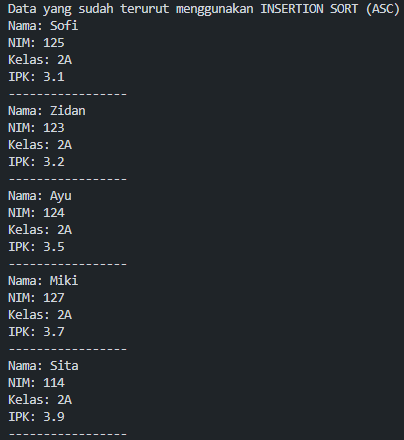 Data yang sudah terurut menggunakan INSERTION SORT (ASC)
Nama: Sofi
NIM: 125
Kelas: 2A
IPK: 3.1
-----------------
Nama: Zidan
NIM: 123
Kelas: 2A
IPK: 3.2
-----------------
Nama: Ayu
NIM: 124
Kelas: 2A
IPK: 3.5
-----------------
Nama: Miki
NIM: 127
Kelas: 2A
IPK: 3.7
-----------------
Nama: Sita
NIM: 114
Kelas: 2A
IPK: 3.9
-----------------